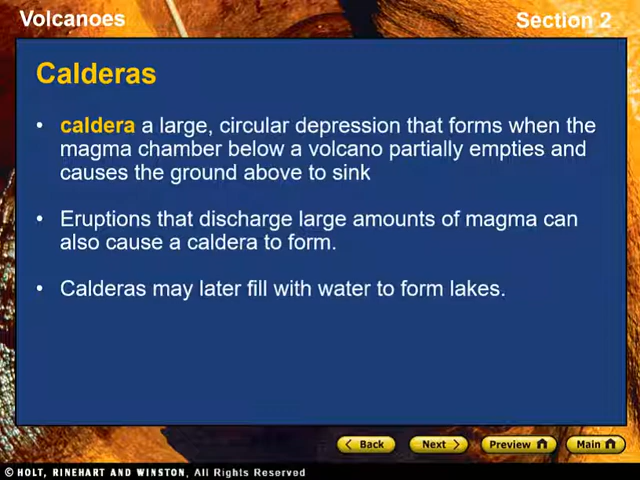 Volcanoes
Section 2
Calderas
• caldera a large, circular depression that forms when the
magma chamber below a volcano partially empties and
causes the ground above to sink
• Eruptions that discharge large amounts of magma can
also cause a caldera to form.
• Calderas may later fill with water to form lakes.
< Back
Next >
Preview
Main
© HOLT, RINEHART AND WINSTON, All Rights Reserved